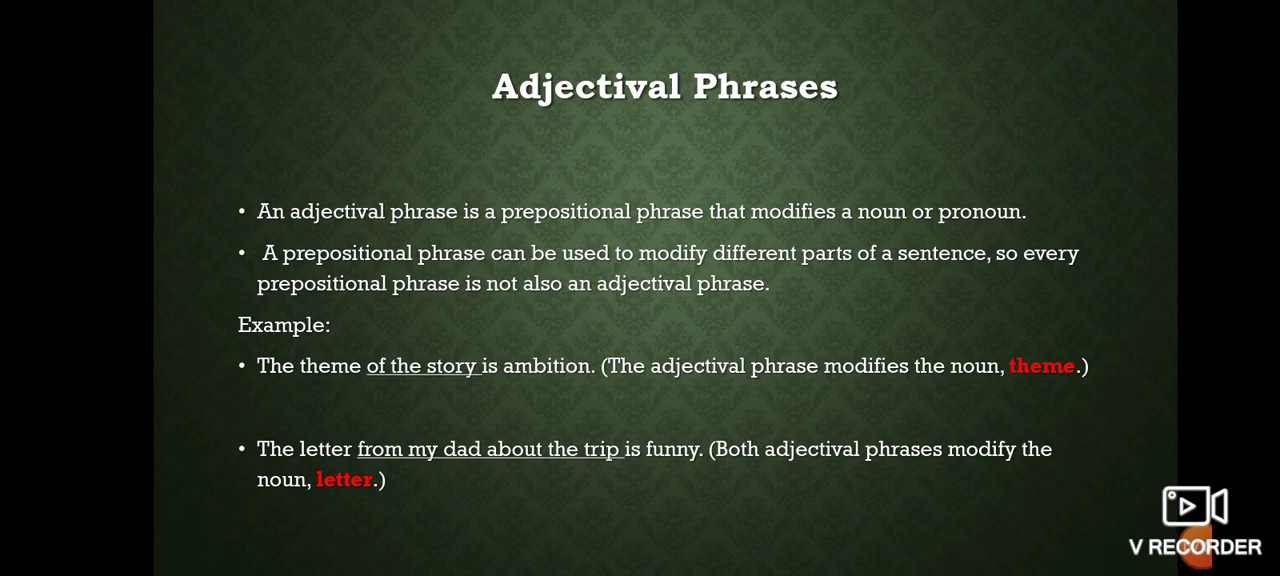 Adjectival Phrases
• An adjectival phrase is a prepositional phrase that modifies a noun or pronoun.
• A prepositional phrase can be used to modify different parts of a sentence, so every
prepositional phrase is not also an adjectival phrase.
Example:
• The theme of the story is ambition. (The adjectival phrase modifies the noun, theme.)
• The letter from my dad about the trip is funny. (Both adjectival phrases modify the
noun, letter.)
V RECORDER